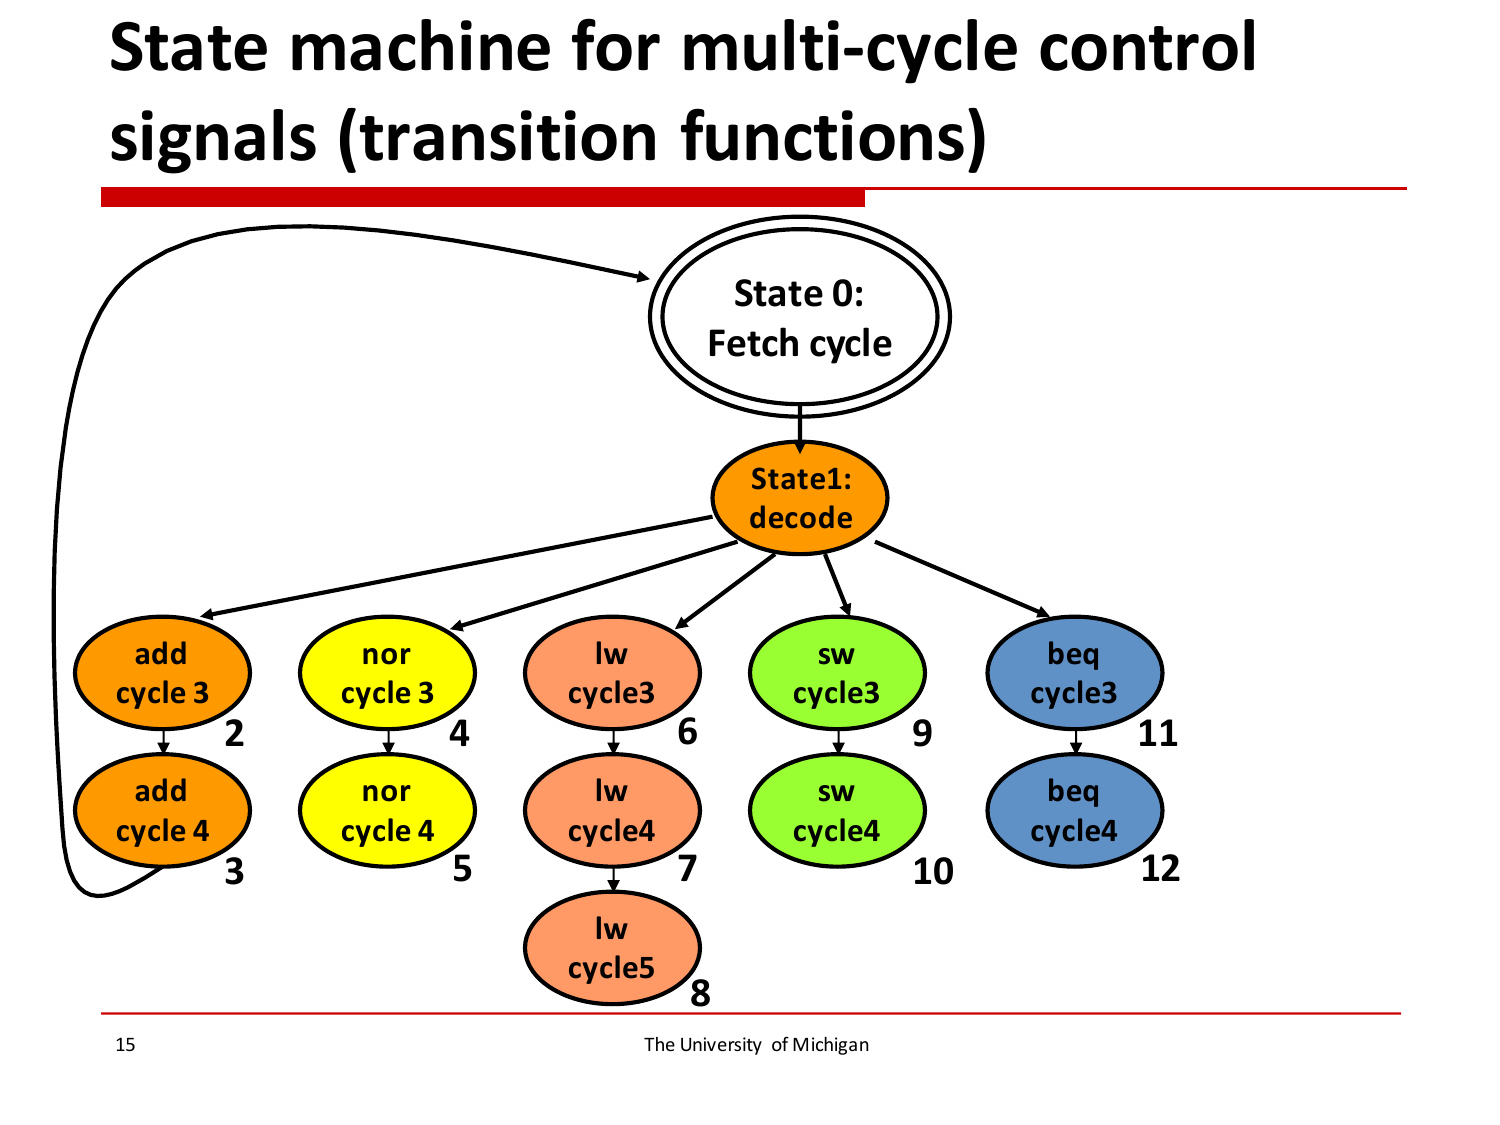 State machine for multi-cycle control
signals (transition functions)
State 0:
Fetch cycle
State1:
decode
add
cycle 3
2
nor
cycle 3
4
lw
cycle3
6
sw
cycle3
9
beq
cycle3
11
add
cycle 4
3
nor
cycle 4
5
lw
cycle4
7
sw
cycle4
10
beq
cycle4
12
lw
cycle5
8
15
The University of Michigan